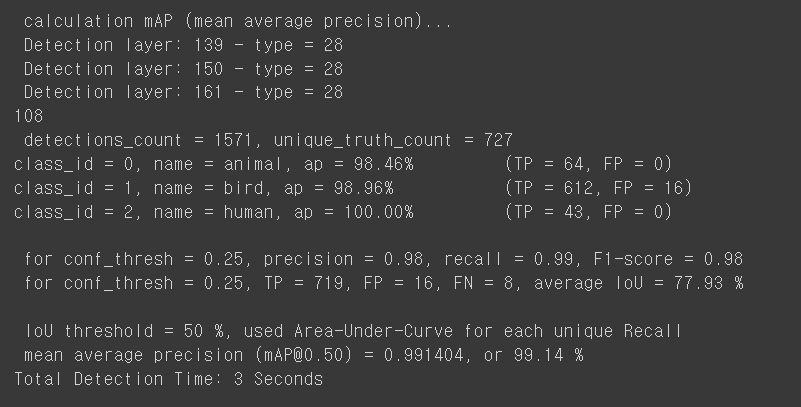 calculation mAP (mean average precision)...
Detection layer: 139 - type = 28
Detection layer: 150 - type = 28
Detection layer: 161 - type = 28
108
detections_count = 1571, unique_truth_count = 727
class_id = 0, name = animal, ap = 98.46% (TP = 64, FP = 0)
class_id = 1, name = bird, ap = 98.96% (TP = 612, FP = 16)
class_id = 2, name = human, ap = 100.00% (TP = 43, FP = 0)
for conf_thresh = 0.25, precision = 0.98, recall = 0.99, F1-score = 0.98
for conf_thresh = 0.25, TP = 719, FP = 16, FN = 8, average IoU = 77.93 %
IoU threshold = 50 %, used Area-Under-Curve for each unique Recall
mean average precision (mAP@0.50) = 0.991404, or 99.14 %
Total Detection Time: 3 Seconds